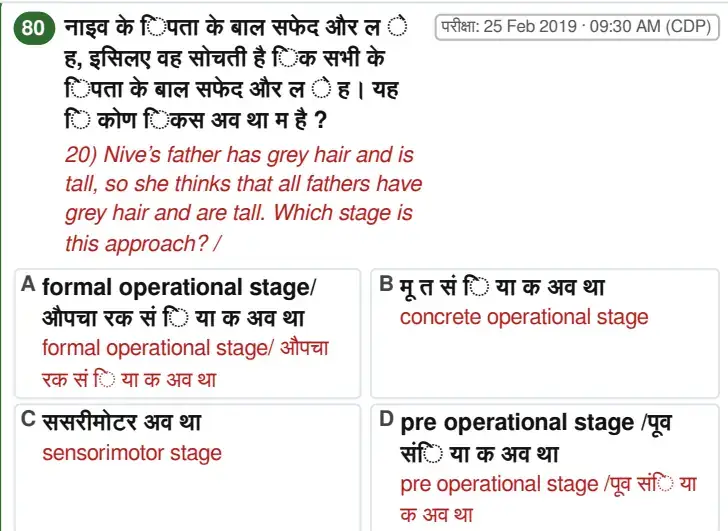 80 नाइव के िपता के बाल सफेद और ल  े
ह, इसिलए वह सोचती है िक सभी के
िपता के बाल सफेद और ल  े ह। यह
ि कोण िकस अव था म है ?
परीक्षा: 25 Feb 2019 · 09:30 AM (CDP)
20) Nive's father has grey hair and is
tall, so she thinks that all fathers have
grey hair and are tall. Which stage is
this approach? /
A formal operational stage/
औपचा रक सं ि या क अव था
formal operational stage/ औपचा
रक सं ि या क अव था
B मू त सं ि या क अव था
concrete operational stage
C ससरीमोटर अव था
sensorimotor stage
D pre operational stage /पूव
संि या क अव था
pre operational stage /पूव संि या
क अव था